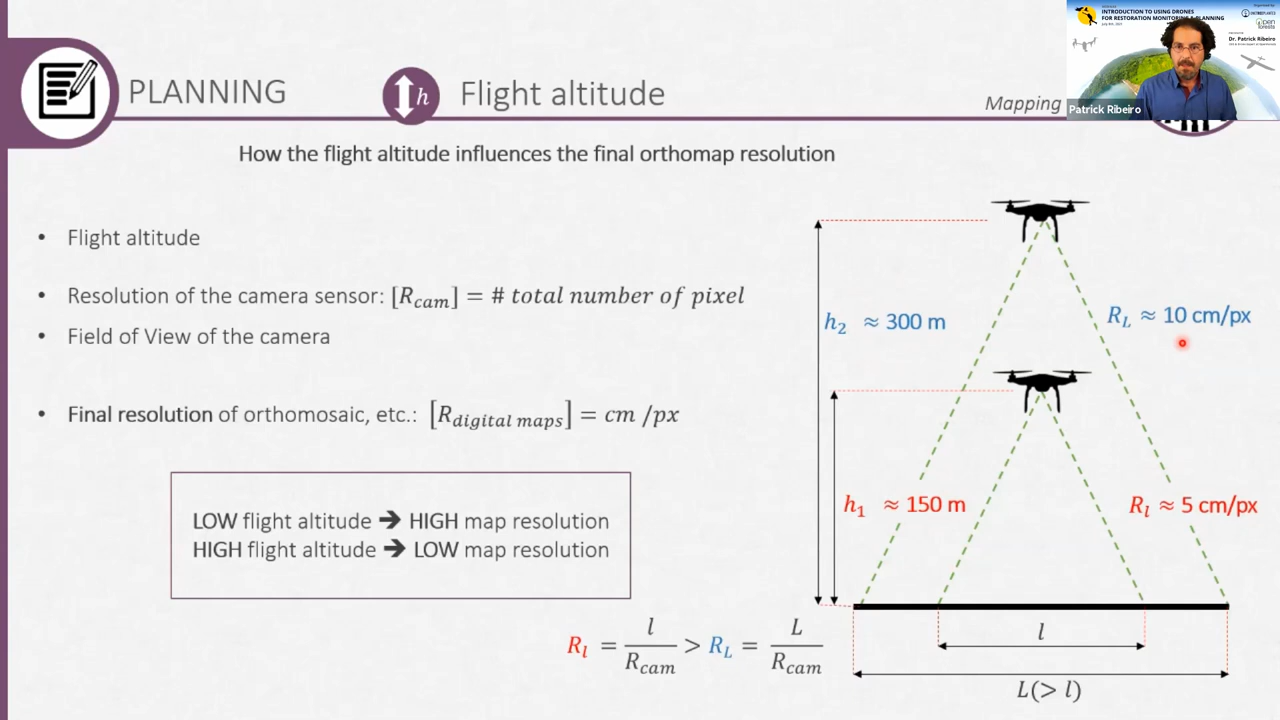 INTRODUCTION TO USING DRONES
FOR RESTORATION MONITORING & PLANNING
Dr. Patrick Ribeiro
Patrick Ribeiro
PLANNING
h
Flight altitude
Mapping
How the flight altitude influences the final orthomap resolution
• Flight altitude
• Resolution of the camera sensor: [R_cam] = # total number of pixel
• Field of View of the camera
• Final resolution of orthomosaic, etc.: [R_digital maps] = cm /px
LOW flight altitude ➔ HIGH map resolution
HIGH flight altitude ➔ LOW map resolution
h₂ ≈ 300 m
R_L ≈ 10 cm/px
h₁ ≈ 150 m
R_l ≈ 5 cm/px
R_l = l / R_cam > R_L = L / R_cam
l
L(> l)